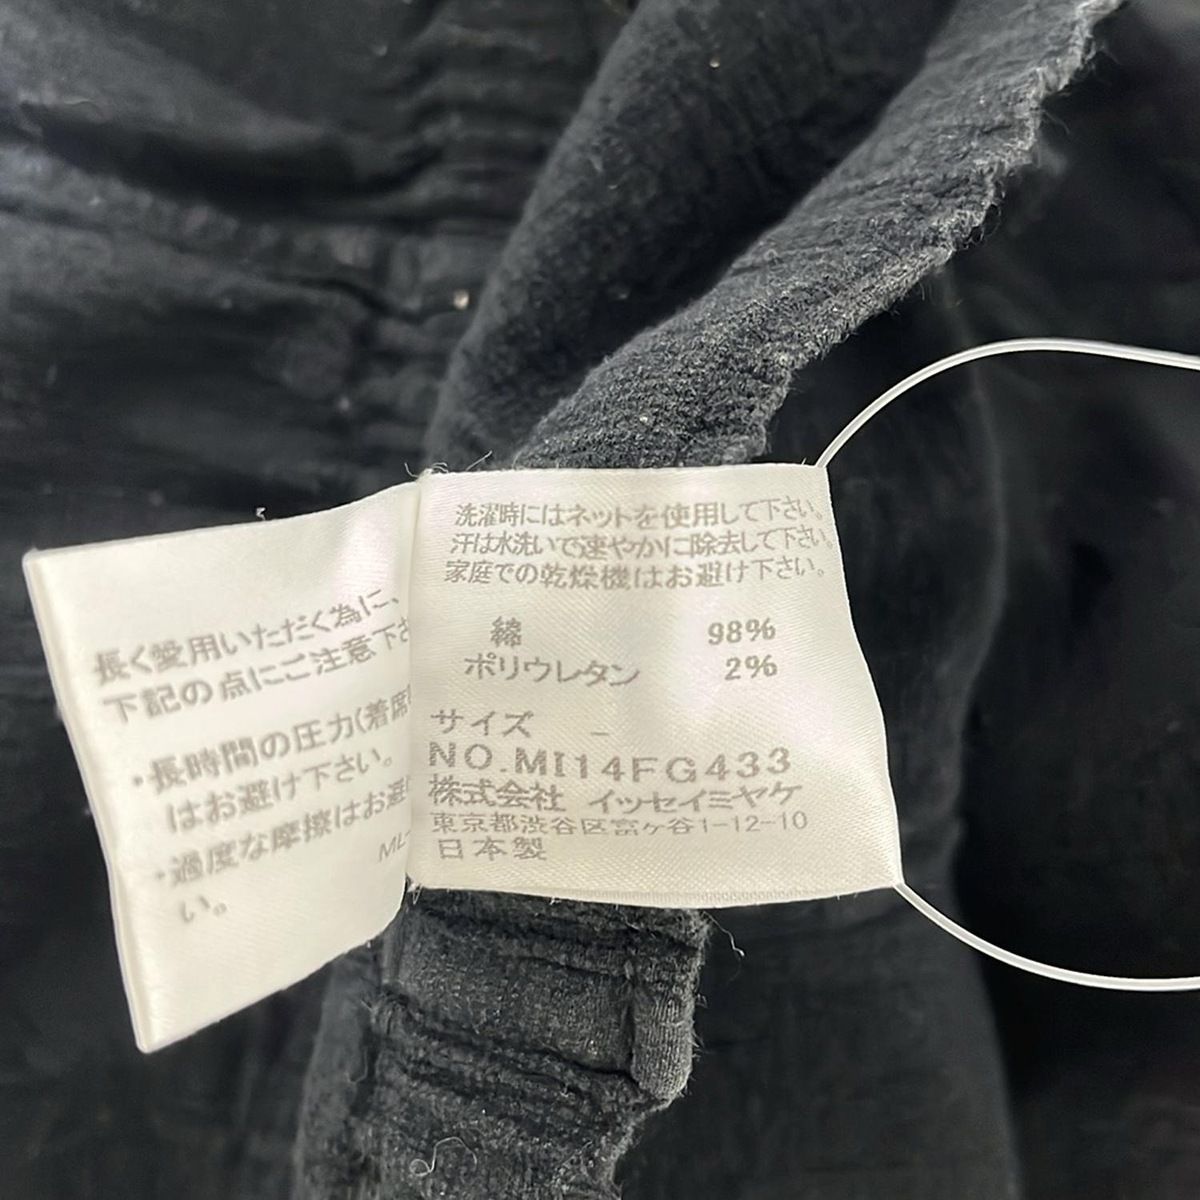 長く愛用いただく為に、
下記の点にご注意下さ
・長時間の圧力(着席
はお避け下さい。
・過度な摩擦はお避
い。
ML-
洗濯時にはネットを使用して下さい。
汗は水洗いで速やかに除去して下さい。
家庭での乾燥機はお避け下さい。
綿 98%
ポリウレタン 2%
サイズ –
NO.MI14FG433
株式会社 イッセイミヤケ
東京都渋谷区富ヶ谷1-12-10
日本製